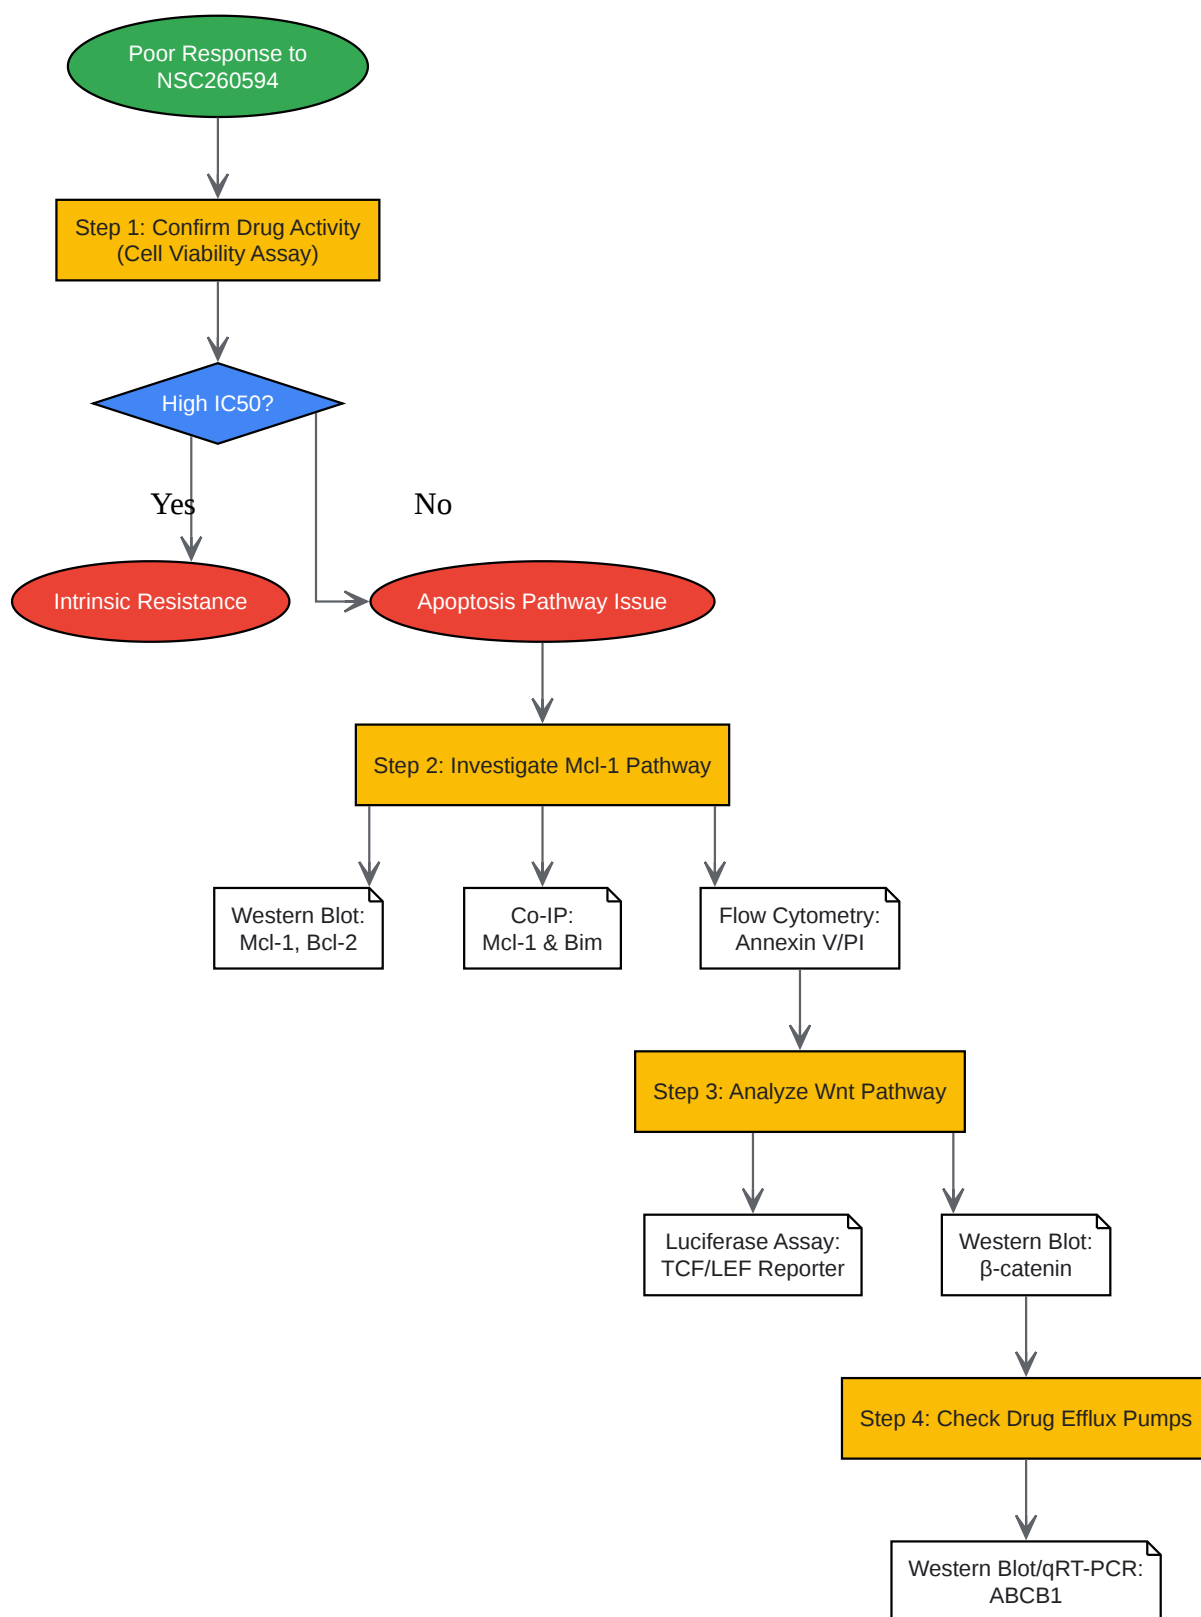 Poor Response to
NSC260594
Step 1: Confirm Drug Activity
(Cell Viability Assay)
High IC50?
Yes
No
Intrinsic Resistance
Apoptosis Pathway Issue
Step 2: Investigate Mcl-1 Pathway
Western Blot:
Mcl-1, Bcl-2
Co-IP:
Mcl-1 & Bim
Flow Cytometry:
Annexin V/PI
Step 3: Analyze Wnt Pathway
Luciferase Assay:
TCF/LEF Reporter
Western Blot:
β-catenin
Step 4: Check Drug Efflux Pumps
Western Blot/qRT-PCR:
ABCB1